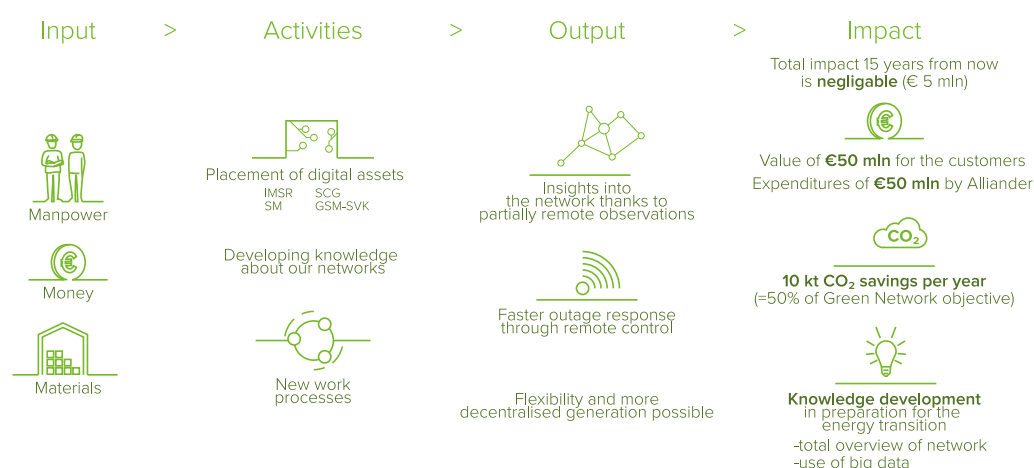 Input > Activities > Output > Impact
Manpower
Money
Materials
Placement of digital assets
IMSR SCG
SM GSM-SVK
Developing knowledge
about our networks
New work
processes
Insights into
the network thanks to
partially remote observations
Faster outage response
through remote control
Flexibility and more
decentralised generation possible
Total impact 15 years from now
is negligable (€ 5 mln)
€
Value of €50 mln for the customers
Expenditures of €50 mln by Alliander
CO₂
10 kt CO₂ savings per year
(=50% of Green Network objective)
Knowledge development
in preparation for the
energy transition
-total overview of network
-use of big data